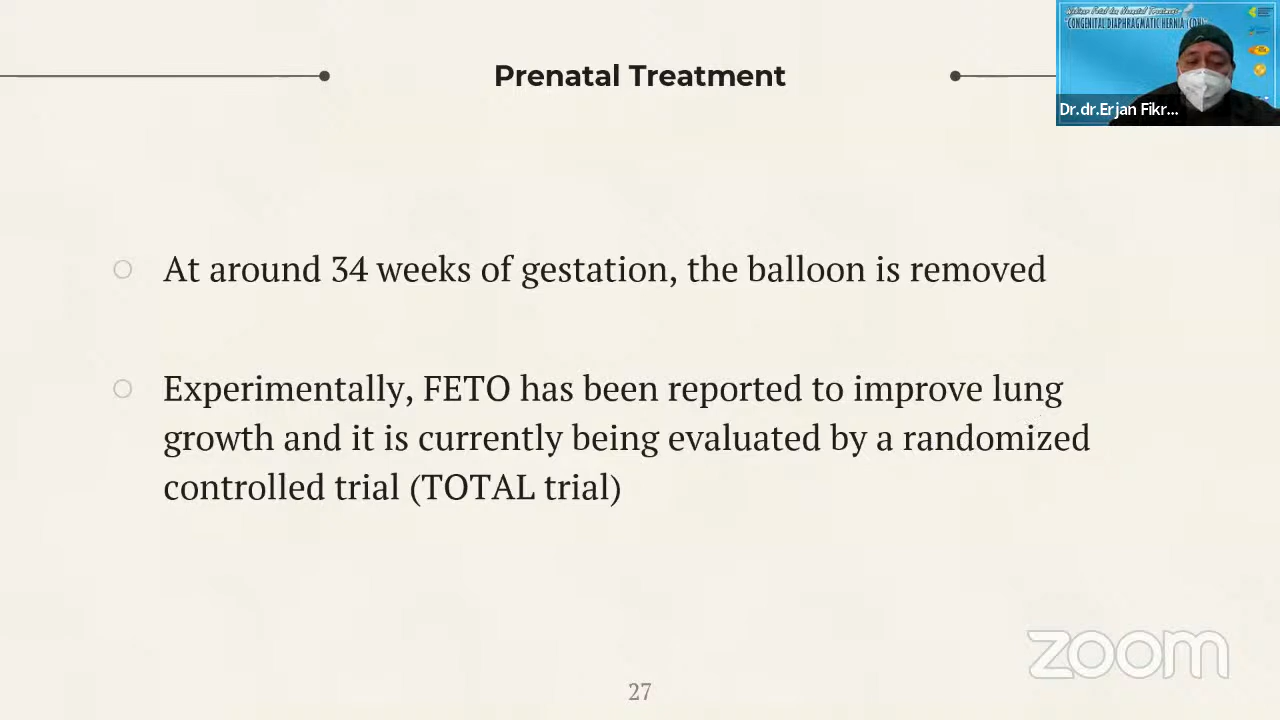 Prenatal Treatment
CONGENITAL DIAPHRAGMATIC HERNIA (CDH)
Dr.dr.Erjan Fikr...
○ At around 34 weeks of gestation, the balloon is removed
○ Experimentally, FETO has been reported to improve lung
growth and it is currently being evaluated by a randomized
controlled trial (TOTAL trial)
zoom
27